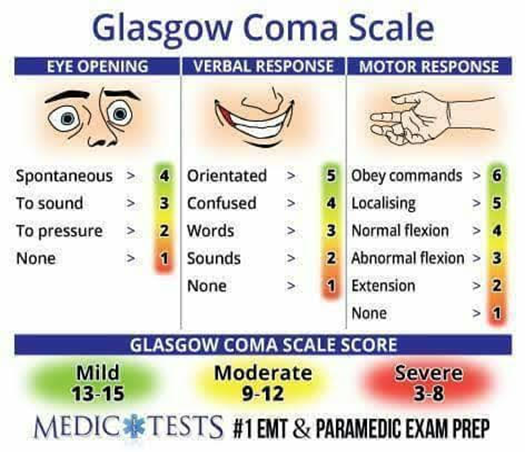 Glasgow Coma Scale
EYE OPENING
Spontaneous > 4
To sound > 3
To pressure > 2
None > 1
VERBAL RESPONSE
Orientated > 5
Confused > 4
Words > 3
Sounds > 2
None > 1
MOTOR RESPONSE
Obey commands > 6
Localising > 5
Normal flexion > 4
Abnormal flexion > 3
Extension > 2
None > 1
GLASGOW COMA SCALE SCORE
Mild
13-15
Moderate
9-12
Severe
3-8
MEDIC TESTS #1 EMT & PARAMEDIC EXAM PREP